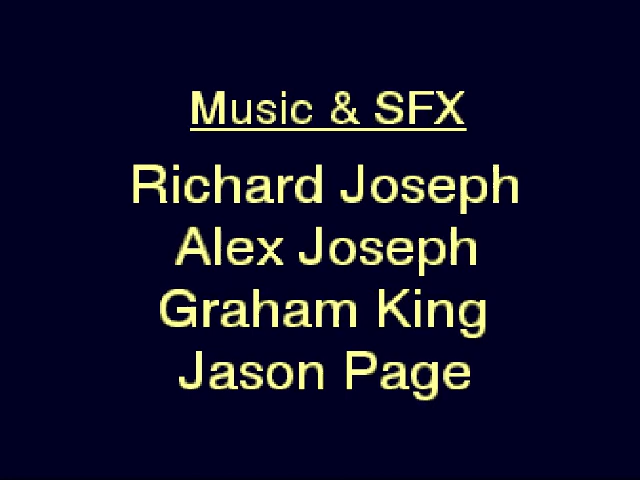 Music & SFX
Richard Joseph
Alex Joseph
Graham King
Jason Page